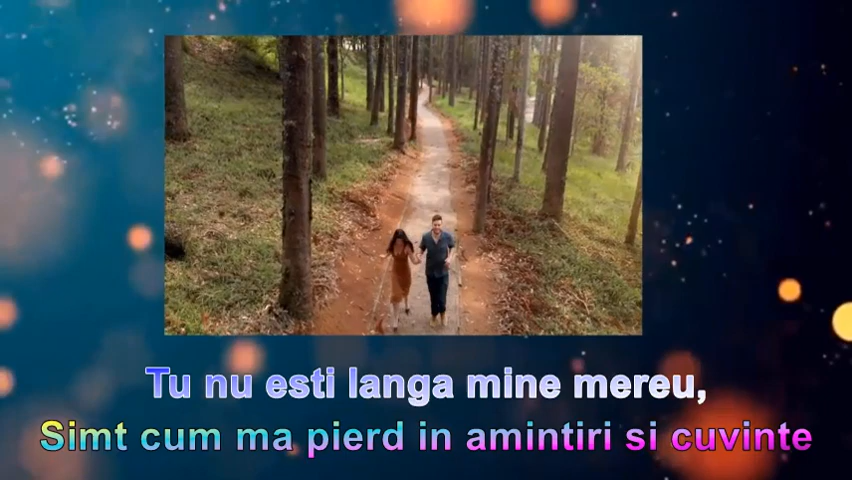 Tu nu esti langa mine mereu,
Simt cum ma pierd in amintiri si cuvinte